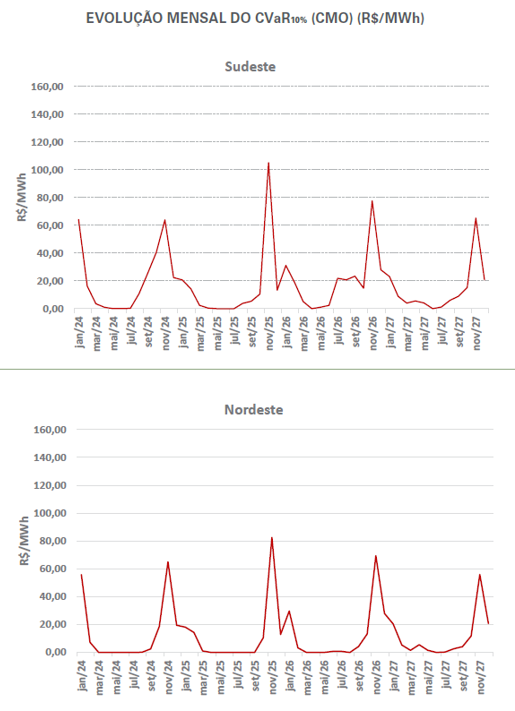 EVOLUÇÃO MENSAL DO CVaR₁₀% (CMO) (R$/MWh)
Sudeste
R$/MWh
160,00
140,00
120,00
100,00
80,00
60,00
40,00
20,00
0,00
jan/24
mar/24
mai/24
jul/24
set/24
nov/24
jan/25
mar/25
mai/25
jul/25
set/25
nov/25
jan/26
mar/26
mai/26
jul/26
set/26
nov/26
jan/27
mar/27
mai/27
jul/27
set/27
nov/27
Nordeste
R$/MWh
160,00
140,00
120,00
100,00
80,00
60,00
40,00
20,00
0,00
jan/24
mar/24
mai/24
jul/24
set/24
nov/24
jan/25
mar/25
mai/25
jul/25
set/25
nov/25
jan/26
mar/26
mai/26
jul/26
set/26
nov/26
jan/27
mar/27
mai/27
jul/27
set/27
nov/27